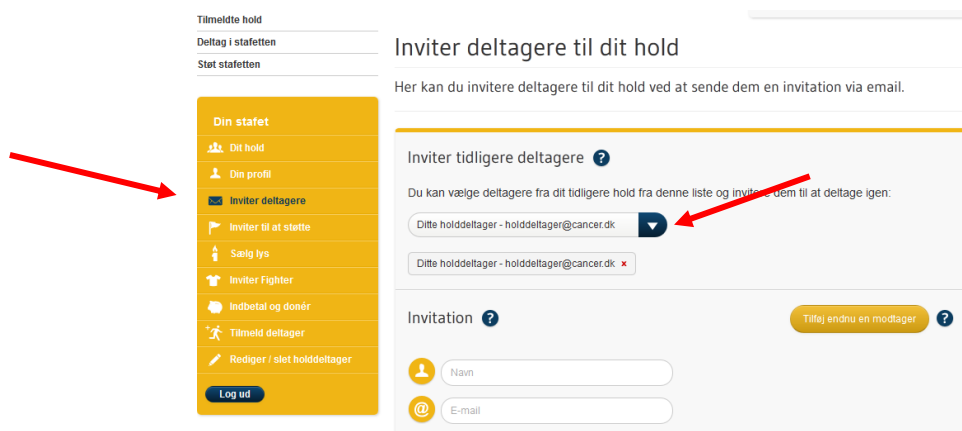 Tilmeldte hold
Deltag i stafetten
Støt stafetten
Din stafet
Dit hold
Din profil
Inviter deltagere
Inviter til at støtte
Sælg lys
Inviter Fighter
Indbetal og donér
Tilmeld deltager
Rediger / slet holddeltager
Log ud
Inviter deltagere til dit hold
Her kan du invitere deltagere til dit hold ved at sende dem en invitation via email.
Inviter tidligere deltagere ?
Du kan vælge deltagere fra dit tidligere hold fra denne liste og invitere dem til at deltage igen:
Ditte holddeltager - holddeltager@cancer.dk
Ditte holddeltager - holddeltager@cancer.dk x
Invitation ?
Tilføj endnu en modtager ?
Navn
@ E-mail